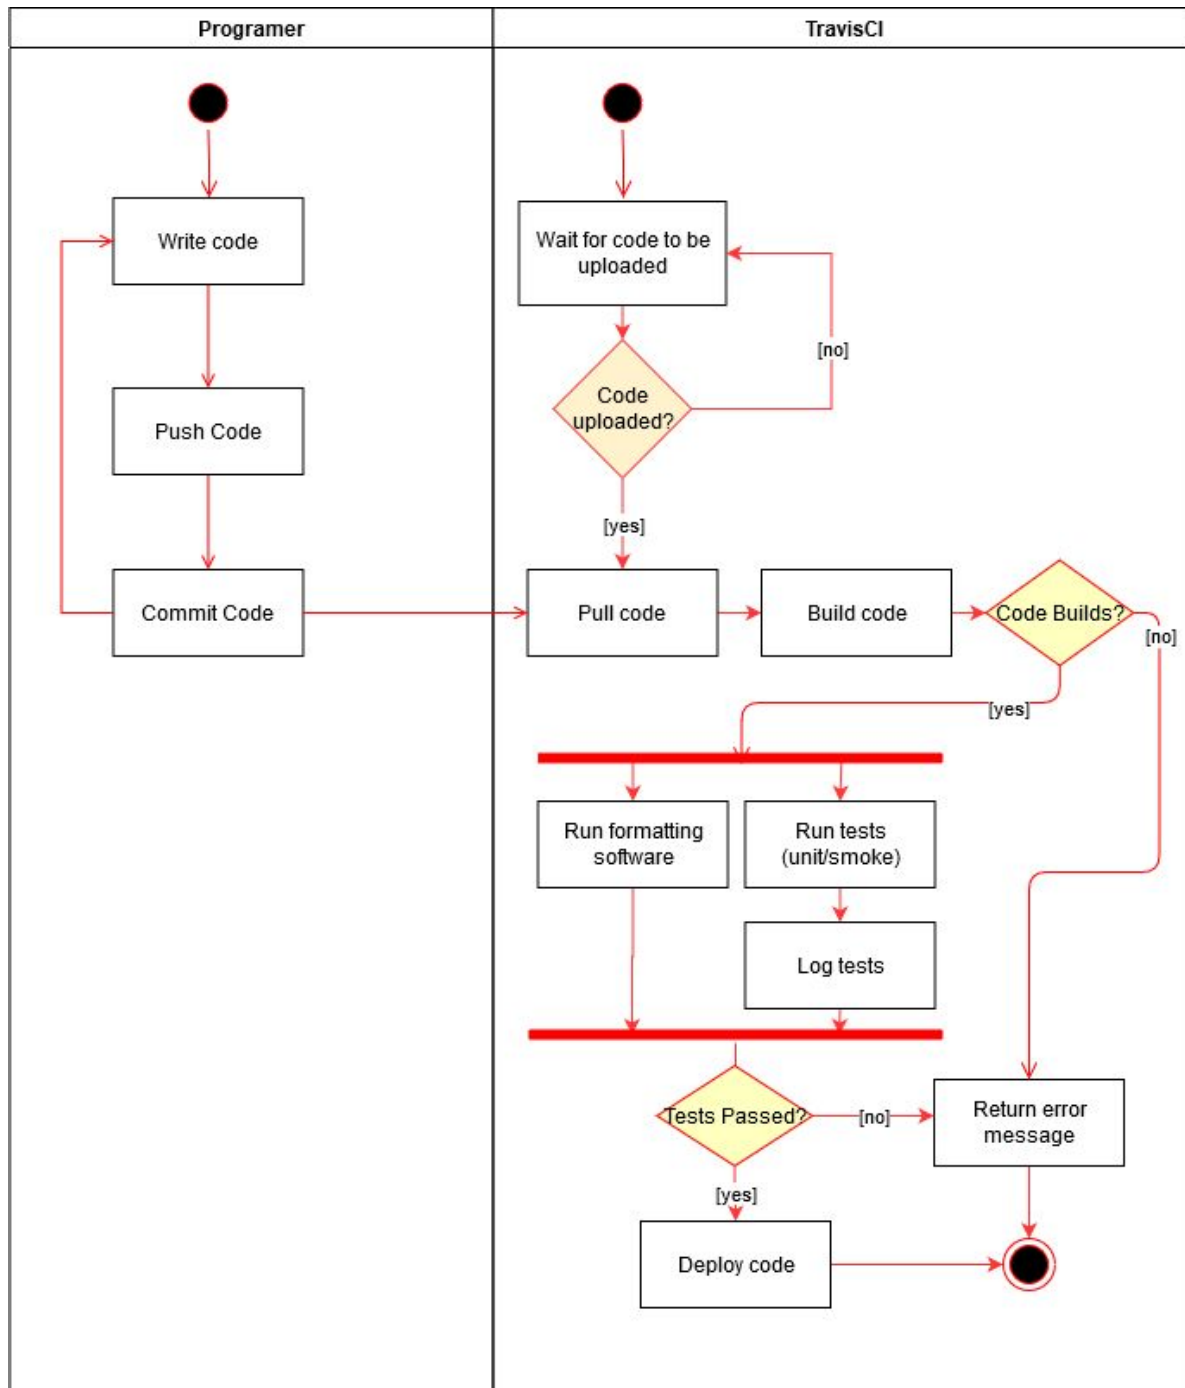 Programer
TravisCI
Write code
Push Code
Commit Code
Wait for code to be
uploaded
[no]
Code
uploaded?
[yes]
Pull code
Build code
Code Builds?
[no]
[yes]
Run formatting
software
Run tests
(unit/smoke)
Log tests
Tests Passed?
[no]
Return error
message
[yes]
Deploy code